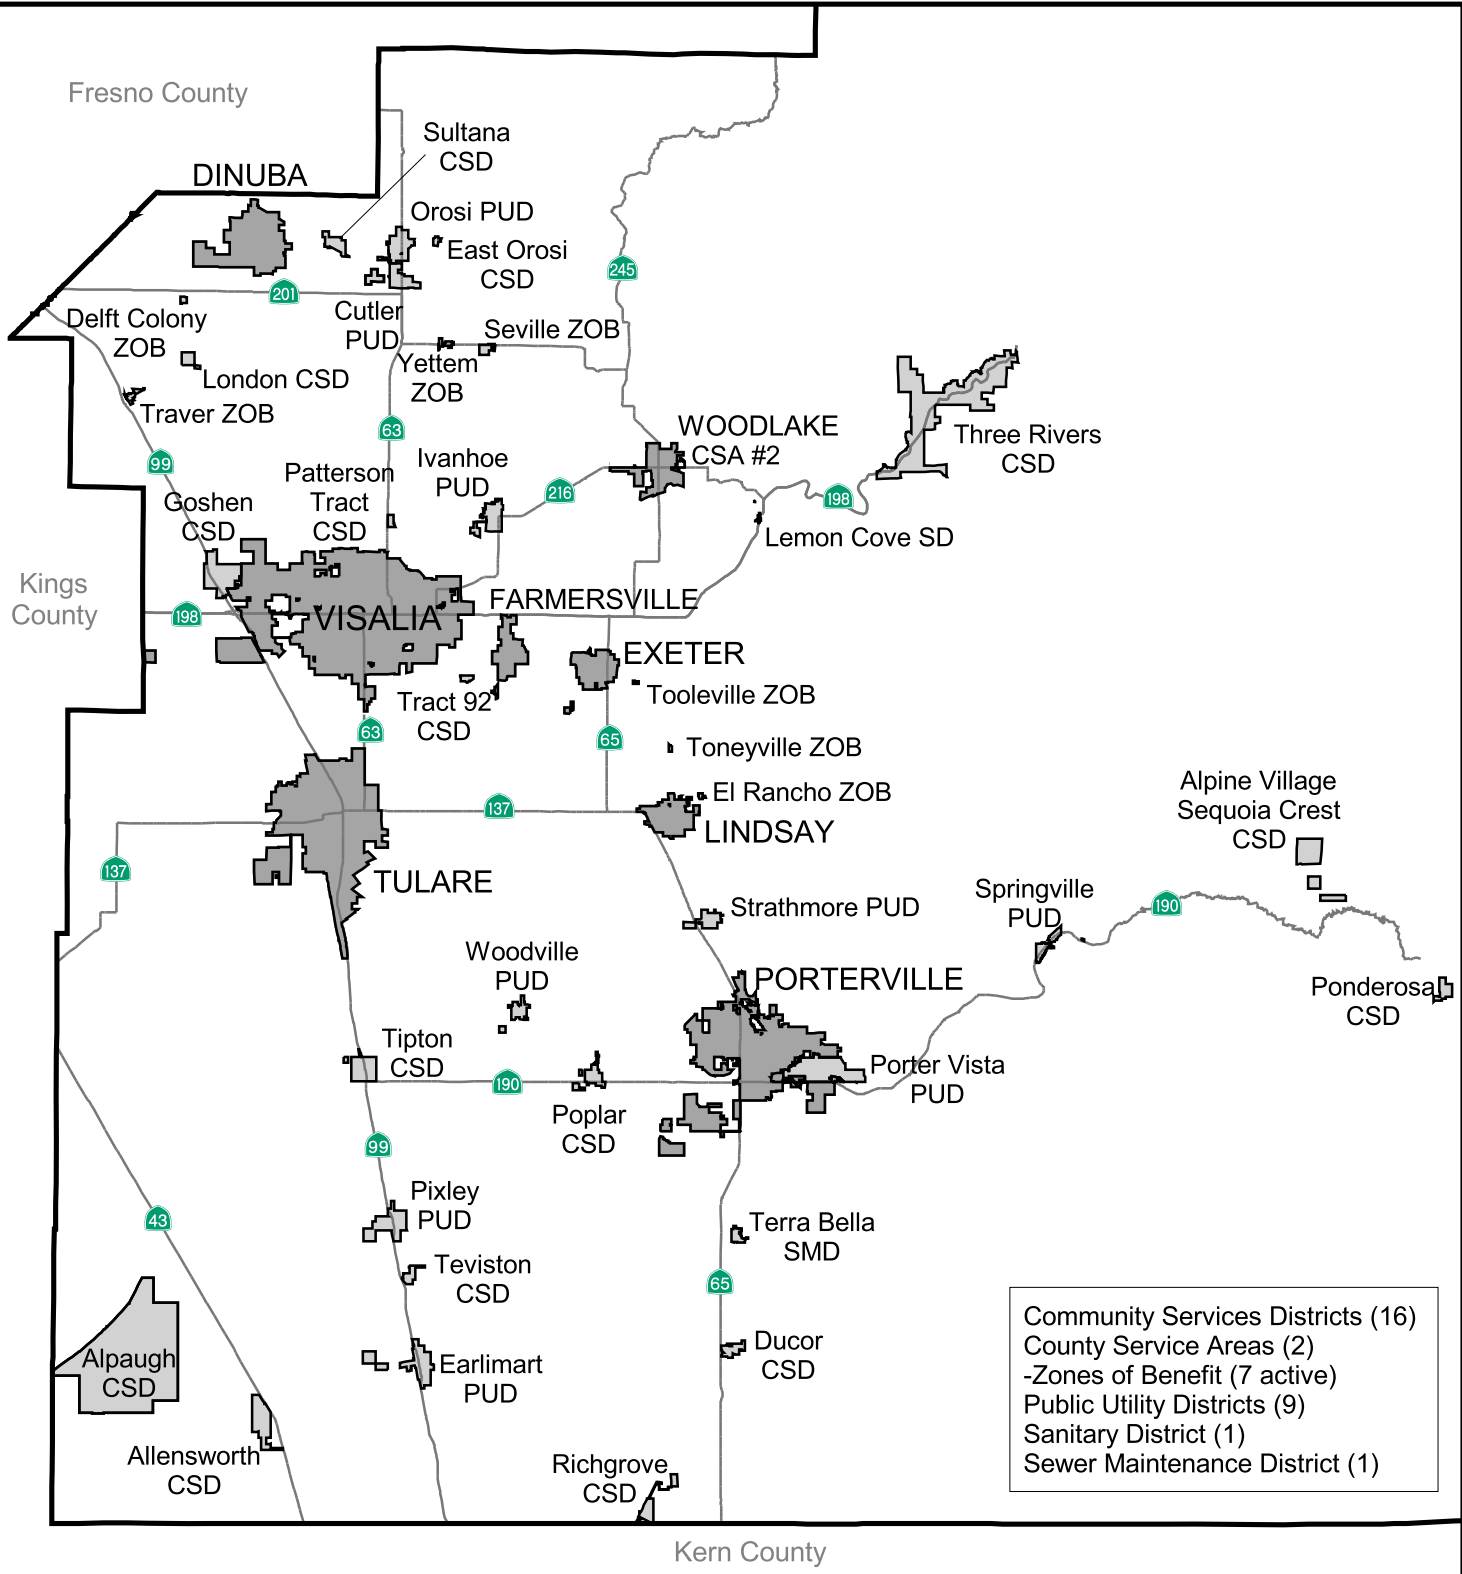 Fresno County
Sultana
CSD
DINUBA
Orosi PUD
East Orosi
CSD
245
201
Cutler
PUD
Delft Colony
ZOB
Seville ZOB
Yettem
ZOB
London CSD
Traver ZOB
63
WOODLAKE
CSA #2
Three Rivers
CSD
99
Patterson
Tract
CSD
Ivanhoe
PUD
216
198
Goshen
CSD
Lemon Cove SD
Kings
County
198
VISALIA
FARMERSVILLE
EXETER
Tooleville ZOB
Tract 92
CSD
63
65
Toneyville ZOB
El Rancho ZOB
137
LINDSAY
Alpine Village
Sequoia Crest
CSD
137
TULARE
Strathmore PUD
Springville
PUD
190
Woodville
PUD
PORTERVILLE
Ponderosa
CSD
Tipton
CSD
190
Porter Vista
PUD
Poplar
CSD
99
Pixley
PUD
43
Terra Bella
SMD
Teviston
CSD
65
Alpaugh
CSD
Earlimart
PUD
Ducor
CSD
Allensworth
CSD
Richgrove
CSD
Community Services Districts (16)
County Service Areas (2)
-Zones of Benefit (7 active)
Public Utility Districts (9)
Sanitary District (1)
Sewer Maintenance District (1)
Kern County